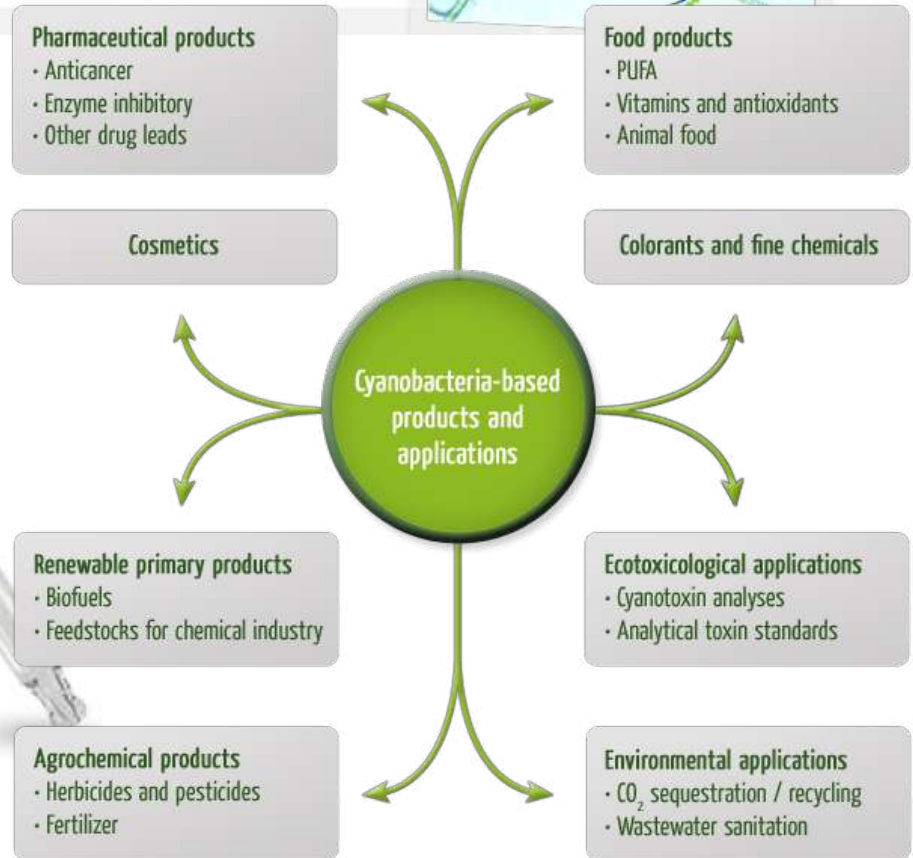 Pharmaceutical products
· Anticancer
· Enzyme inhibitory
· Other drug leads
Food products
· PUFA
· Vitamins and antioxidants
· Animal food
Cosmetics
Colorants and fine chemicals
Cyanobacteria-based
products and
applications
Renewable primary products
· Biofuels
· Feedstocks for chemical industry
Ecotoxicological applications
· Cyanotoxin analyses
· Analytical toxin standards
Agrochemical products
· Herbicides and pesticides
· Fertilizer
Environmental applications
· CO₂ sequestration / recycling
· Wastewater sanitation